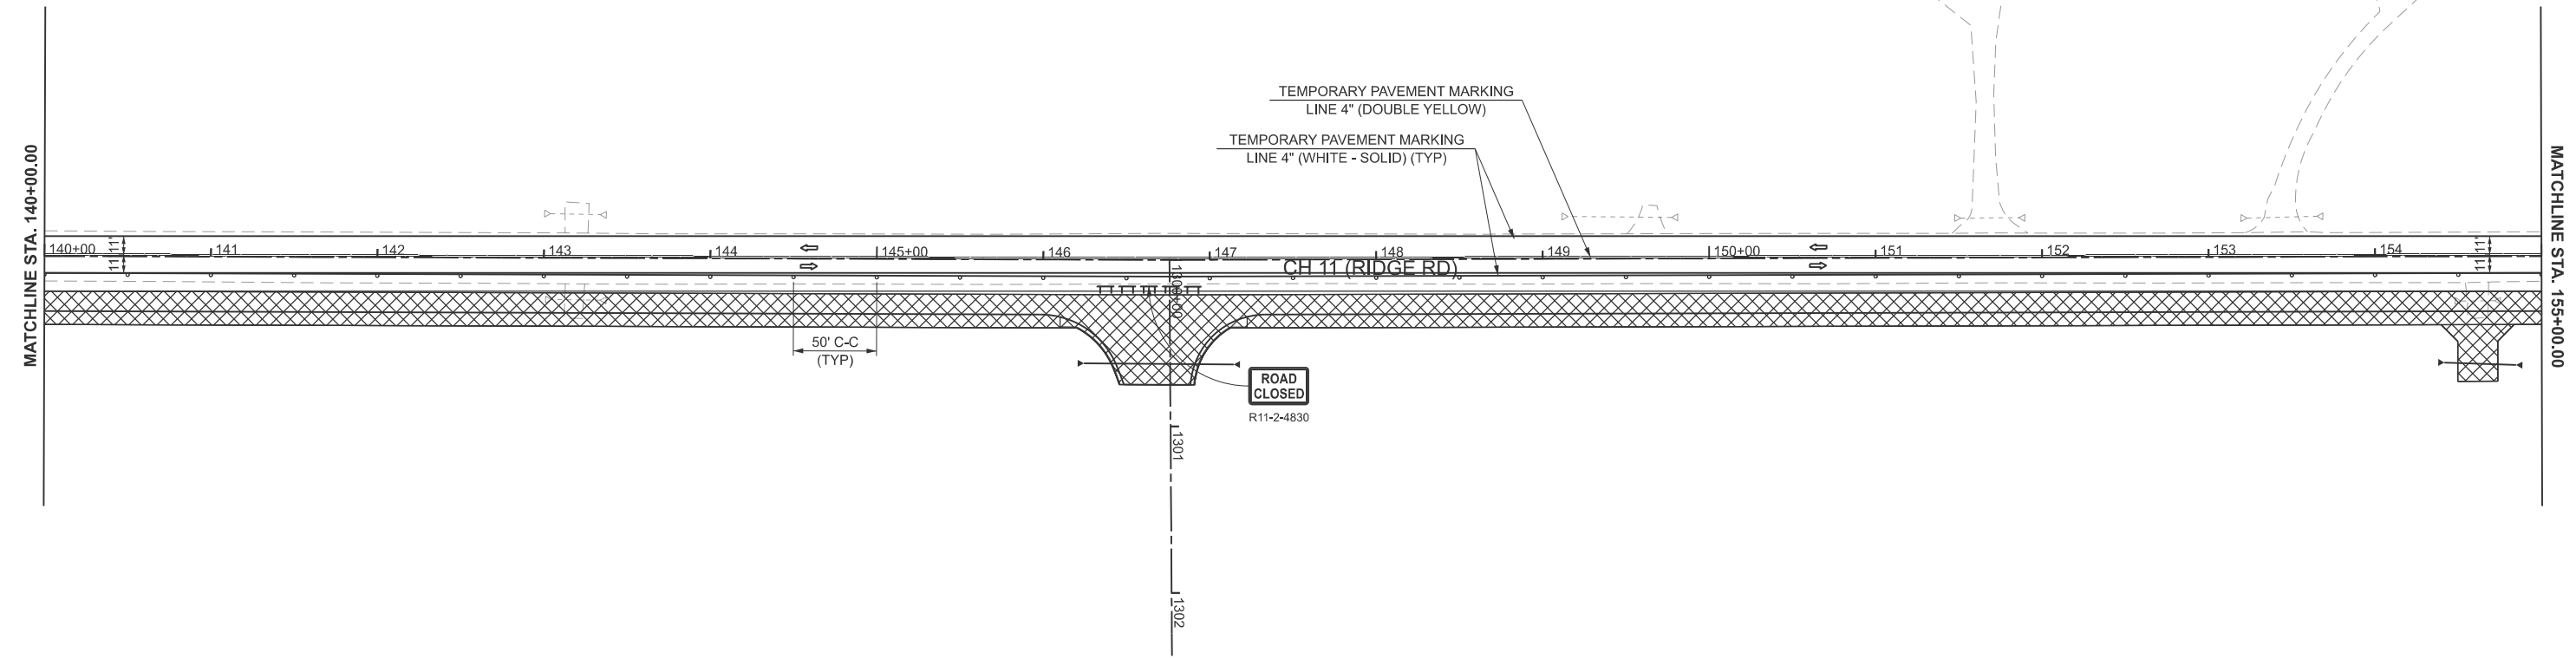 TEMPORARY PAVEMENT MARKING
LINE 4" (DOUBLE YELLOW)
TEMPORARY PAVEMENT MARKING
LINE 4" (WHITE - SOLID) (TYP)
MATCHLINE STA. 140+00.00
MATCHLINE STA. 155+00.00
140+00 141 142 143 144 145+00 146 147 148 149 150+00 151 152 153 154
11'
11'
11'
11'
CH 11 (RIDGE RD)
1300+00
50' C-C
(TYP)
ROAD
CLOSED
R11-2-4830
1301
1302